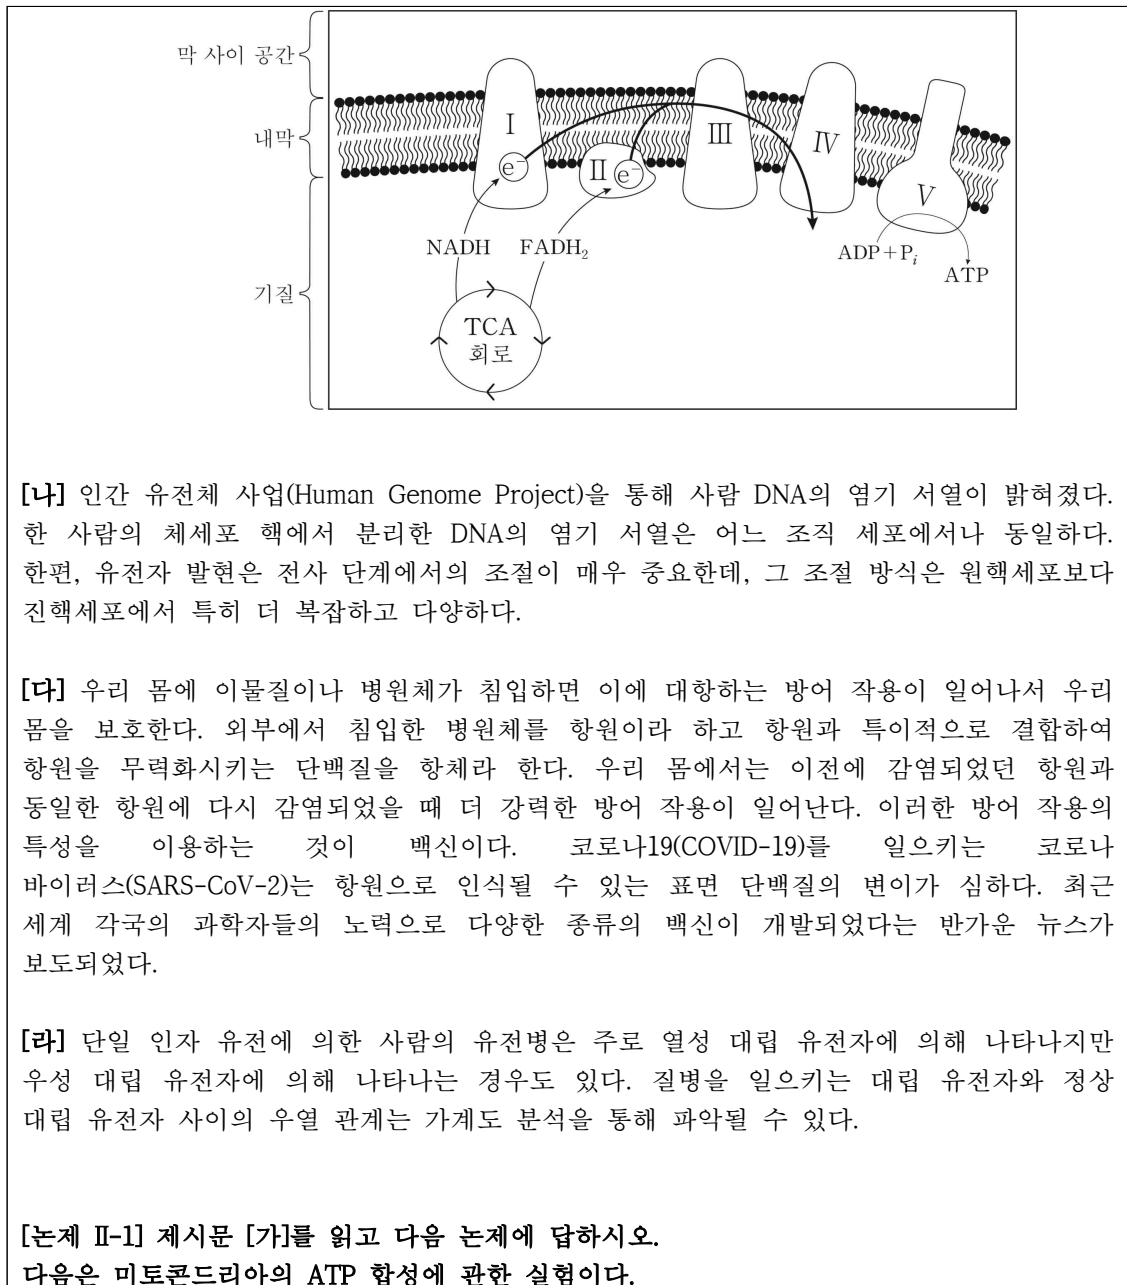 막 사이 공간
내막
기질
I
e⁻
II
e⁻
III
IV
V
NADH
FADH₂
ADP+Pᵢ
ATP
TCA
회로
[나] 인간 유전체 사업(Human Genome Project)을 통해 사람 DNA의 염기 서열이 밝혀졌다.
한 사람의 체세포 핵에서 분리한 DNA의 염기 서열은 어느 조직 세포에서나 동일하다.
한편, 유전자 발현은 전사 단계에서의 조절이 매우 중요한데, 그 조절 방식은 원핵세포보다
진핵세포에서 특히 더 복잡하고 다양하다.
[다] 우리 몸에 이물질이나 병원체가 침입하면 이에 대항하는 방어 작용이 일어나서 우리
몸을 보호한다. 외부에서 침입한 병원체를 항원이라 하고 항원과 특이적으로 결합하여
항원을 무력화시키는 단백질을 항체라 한다. 우리 몸에서는 이전에 감염되었던 항원과
동일한 항원에 다시 감염되었을 때 더 강력한 방어 작용이 일어난다. 이러한 방어 작용의
특성을 이용하는 것이 백신이다. 코로나19(COVID-19)를 일으키는 코로나
바이러스(SARS-CoV-2)는 항원으로 인식될 수 있는 표면 단백질의 변이가 심하다. 최근
세계 각국의 과학자들의 노력으로 다양한 종류의 백신이 개발되었다는 반가운 뉴스가
보도되었다.
[라] 단일 인자 유전에 의한 사람의 유전병은 주로 열성 대립 유전자에 의해 나타나지만
우성 대립 유전자에 의해 나타나는 경우도 있다. 질병을 일으키는 대립 유전자와 정상
대립 유전자 사이의 우열 관계는 가계도 분석을 통해 파악될 수 있다.
[논제 Ⅱ-1] 제시문 [가]를 읽고 다음 논제에 답하시오.
다음은 미토콘드리아의 ATP 합성에 관한 실험이다.